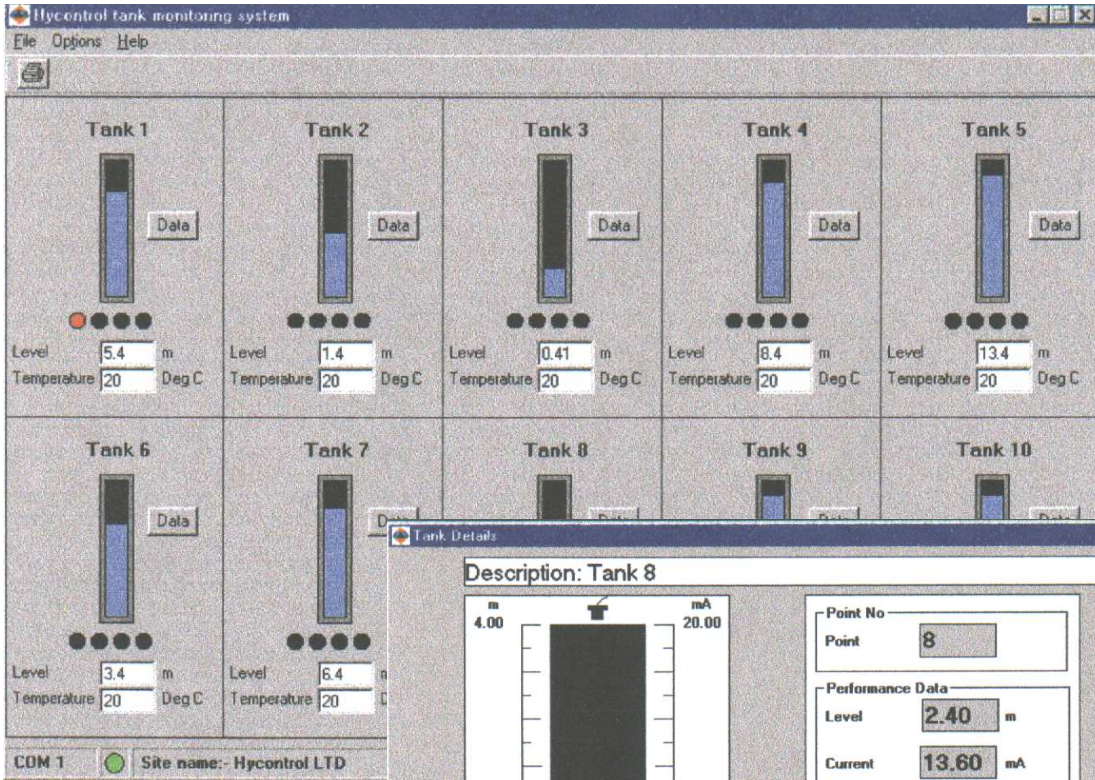 Hycontrol tank monitoring system
File Options Help
Tank 1 Tank 2 Tank 3 Tank 4 Tank 5
Data Data Data Data Data
Level 5.4 m Level 1.4 m Level 0.41 m Level 8.4 m Level 13.4 m
Temperature 20 Deg C Temperature 20 Deg C Temperature 20 Deg C Temperature 20 Deg C Temperature 20 Deg C
Tank 6 Tank 7 Tank 8 Tank 9 Tank 10
Data
Level 3.4 m Level 6.4
Temperature 20 Deg C Temperature 20
COM 1 Site name:- Hycontrol LTD
Tank Details
Description: Tank 8
m mA
4.00 20.00
Point No
Point 8
Performance Data
Level 2.40 m
Current 13.60 mA